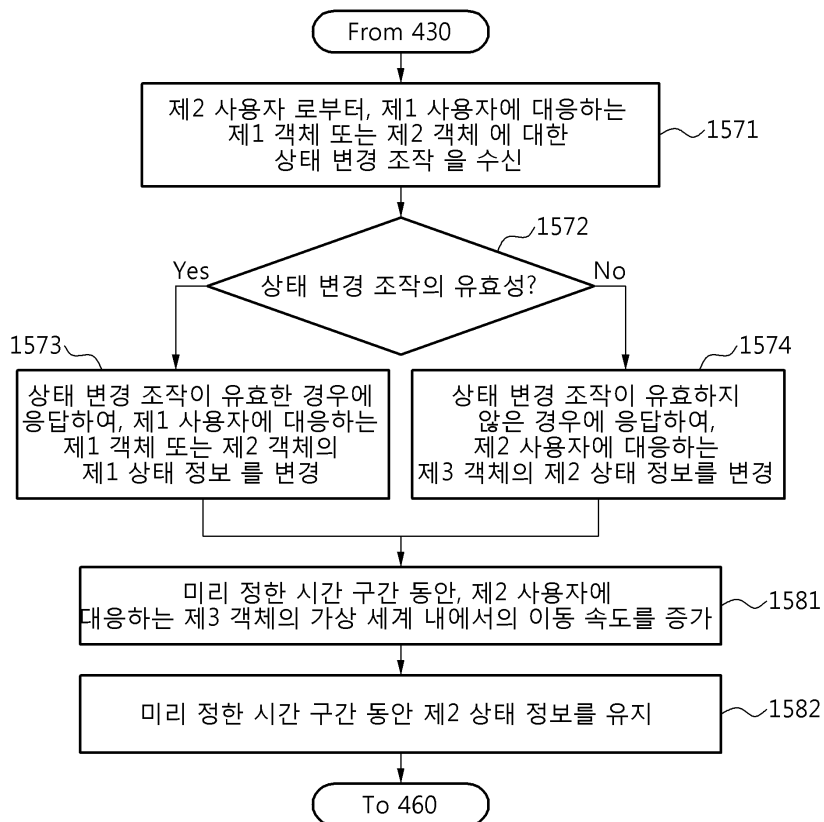 From 430
제2 사용자 로부터, 제1 사용자에 대응하는
제1 객체 또는 제2 객체 에 대한
상태 변경 조작 을 수신
1571
1572
Yes
상태 변경 조작의 유효성?
No
1573
1574
상태 변경 조작이 유효한 경우에
응답하여, 제1 사용자에 대응하는
제1 객체 또는 제2 객체의
제1 상태 정보 를 변경
상태 변경 조작이 유효하지
않은 경우에 응답하여,
제2 사용자에 대응하는
제3 객체의 제2 상태 정보를 변경
미리 정한 시간 구간 동안, 제2 사용자에
대응하는 제3 객체의 가상 세계 내에서의 이동 속도를 증가
1581
미리 정한 시간 구간 동안 제2 상태 정보를 유지
1582
To 460